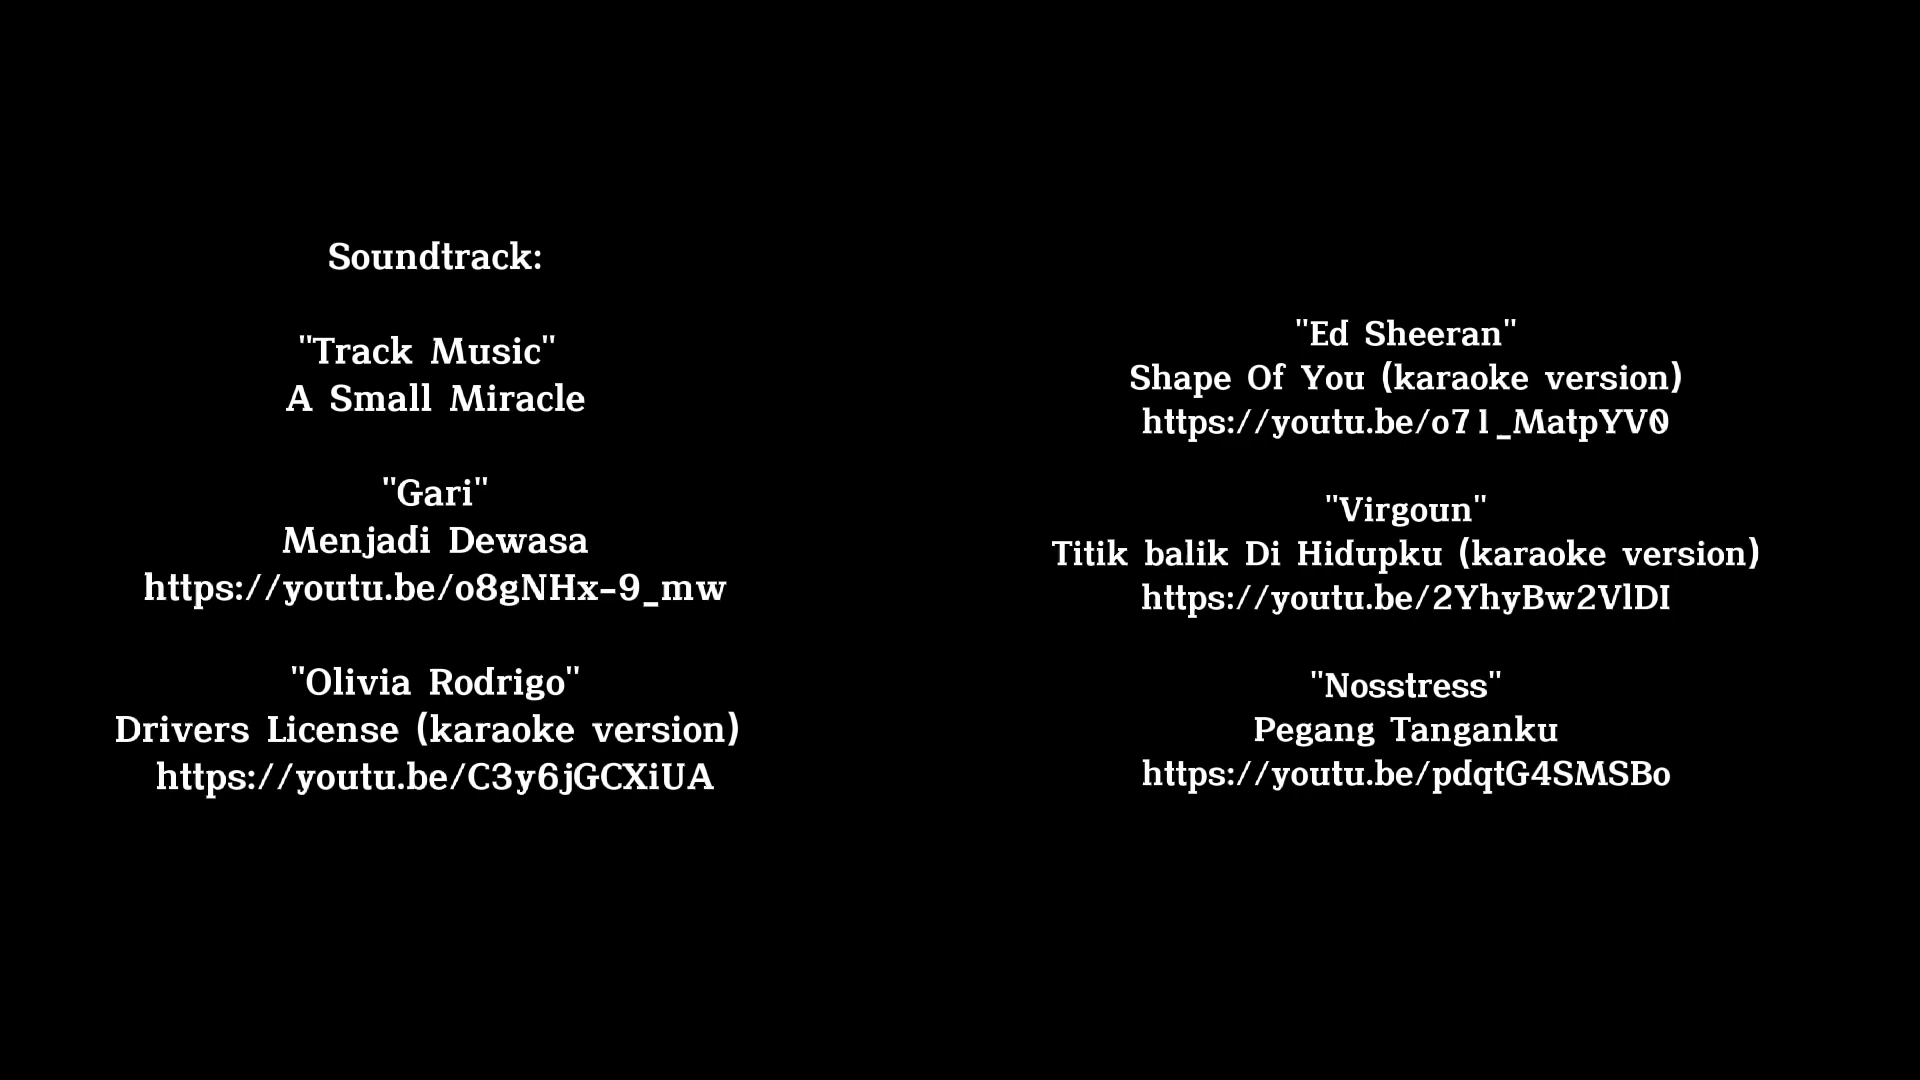 Soundtrack:
"Track Music"
A Small Miracle
"Gari"
Menjadi Dewasa
https://youtu.be/o8gNHx-9_mw
"Olivia Rodrigo"
Drivers License (karaoke version)
https://youtu.be/C3y6jGCXiUA
"Ed Sheeran"
Shape Of You (karaoke version)
https://youtu.be/o71_MatpYV0
"Virgoun"
Titik balik Di Hidupku (karaoke version)
https://youtu.be/2YhyBw2VlDI
"Nosstress"
Pegang Tanganku
https://youtu.be/pdqtG4SMSBo